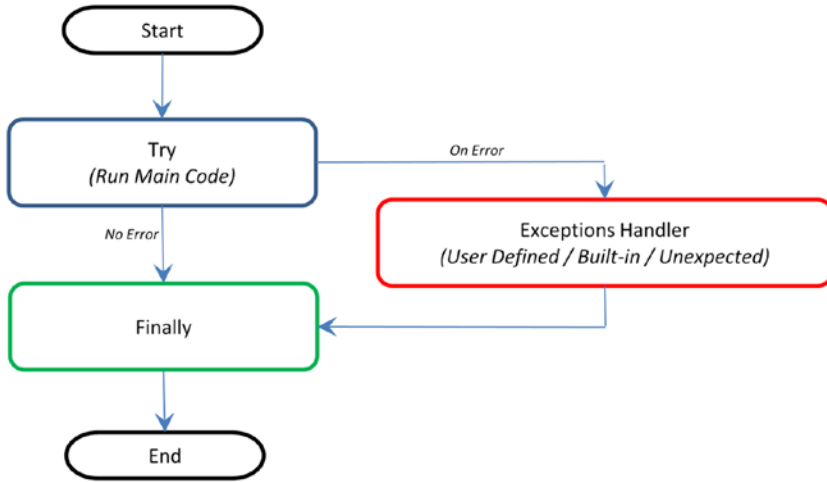 Start
Try
(Run Main Code)
On Error
No Error
Exceptions Handler
(User Defined / Built-in / Unexpected)
Finally
End